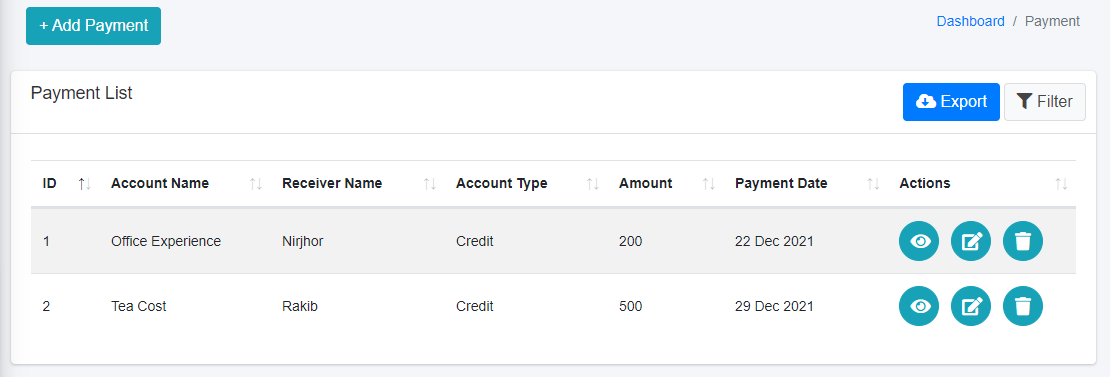 + Add Payment
Dashboard / Payment
Payment List
Export Filter
ID Account Name Receiver Name Account Type Amount Payment Date Actions
1 Office Experience Nirjhor Credit 200 22 Dec 2021
2 Tea Cost Rakib Credit 500 29 Dec 2021